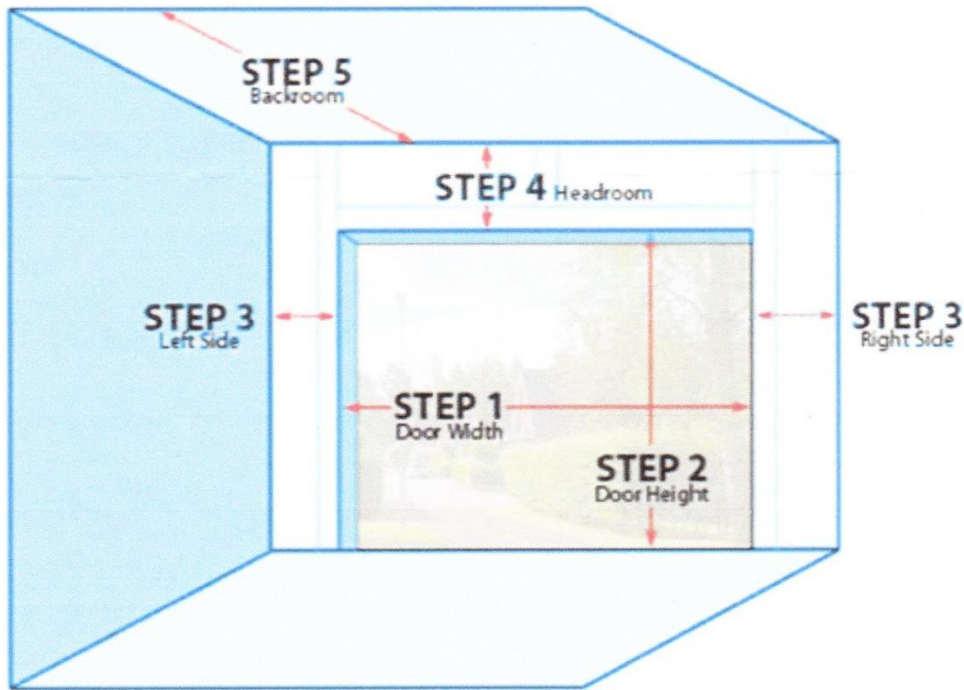 STEP 5
Backroom
STEP 4 Headroom
STEP 3
Left Side
STEP 3
Right Side
STEP 1
Door Width
STEP 2
Door Height